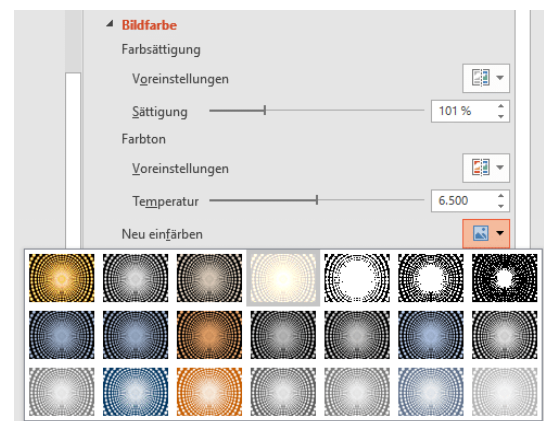 Bildfarbe
Farbsättigung
Voreinstellungen
Sättigung 101 %
Farbton
Voreinstellungen
Temperatur 6.500
Neu einfärben